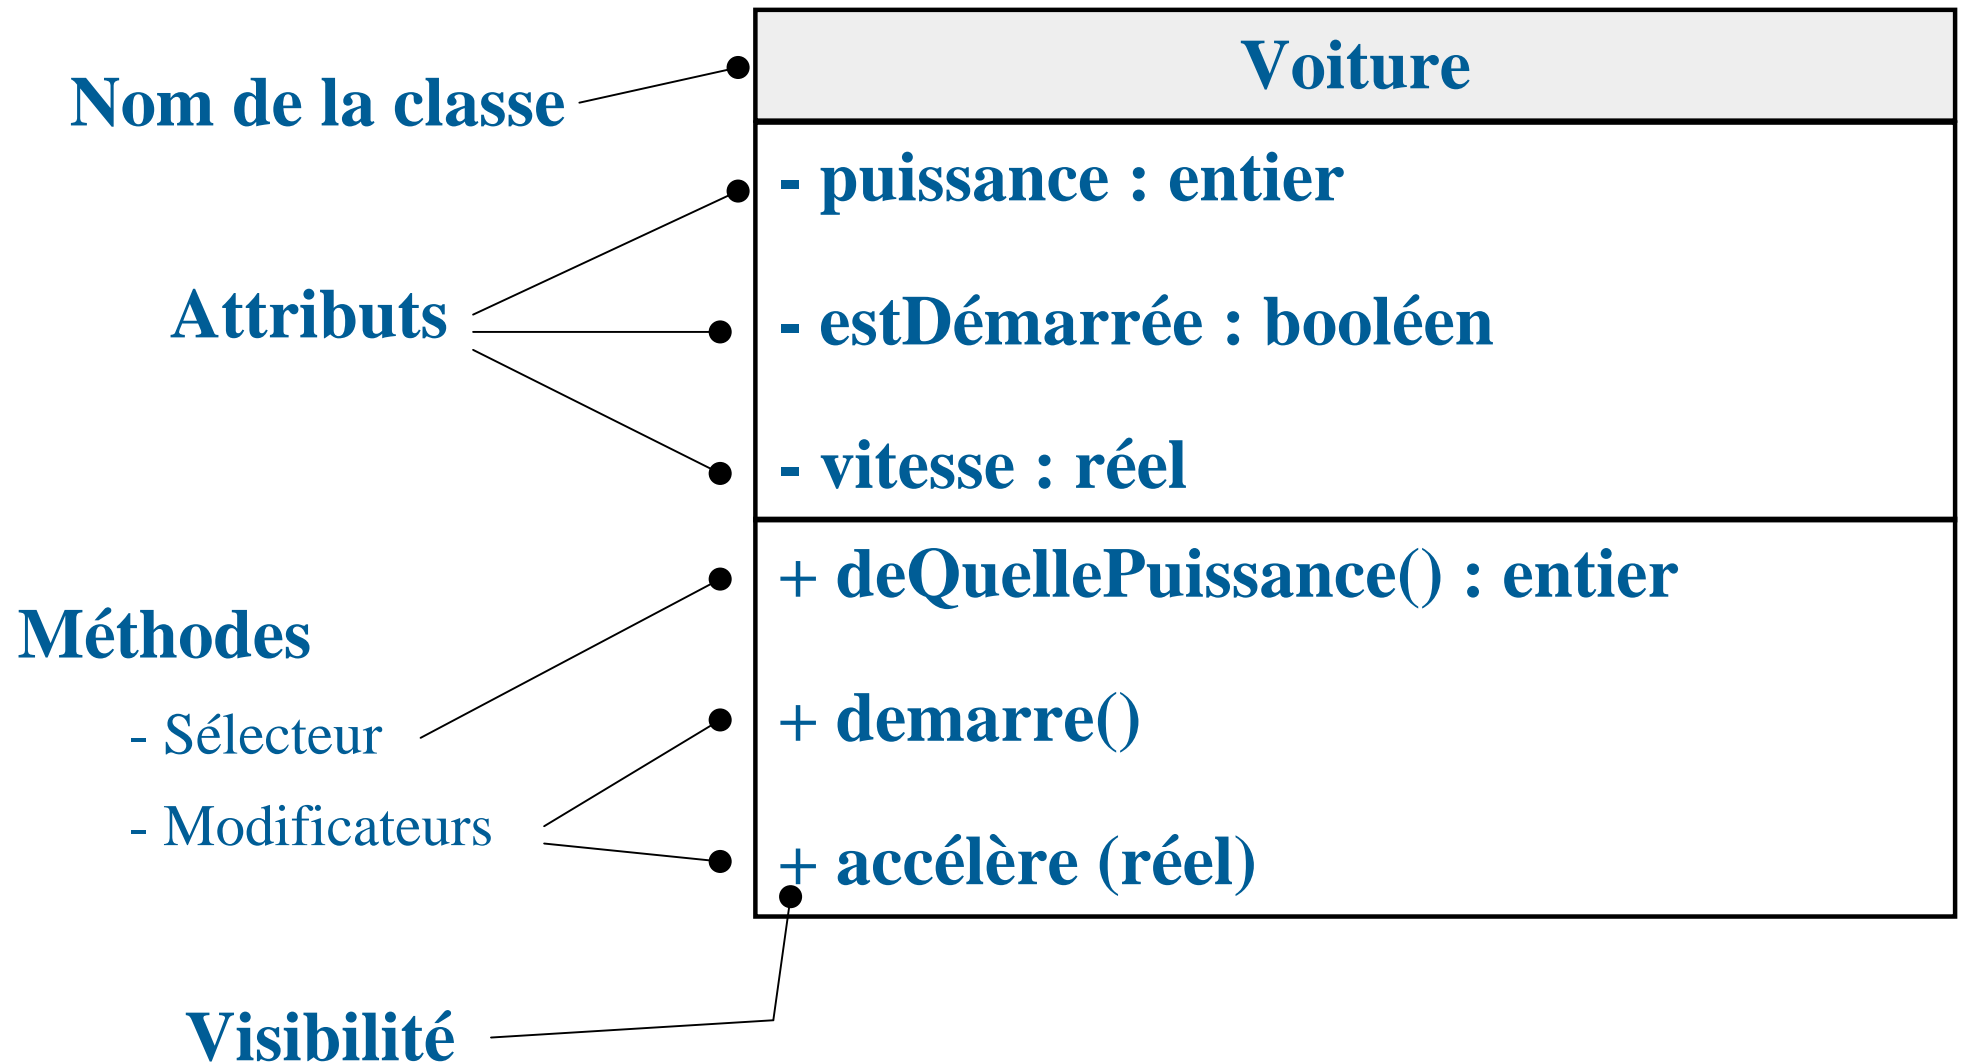 Nom de la classe
Voiture
Attributs
- puissance : entier
- estDémarrée : booléen
- vitesse : réel
Méthodes
- Sélecteur
- Modificateurs
+ deQuellePuissance() : entier
+ demarre()
+ accélère (réel)
Visibilité